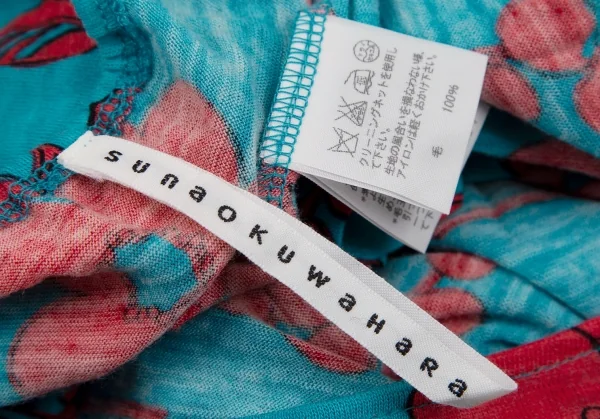 sunaoKuwaHaRa
クリーニングネットを使用し
て下さい。
生地の風合いを損なわない様、
アイロンは軽くおかけ下さい。
毛 100%